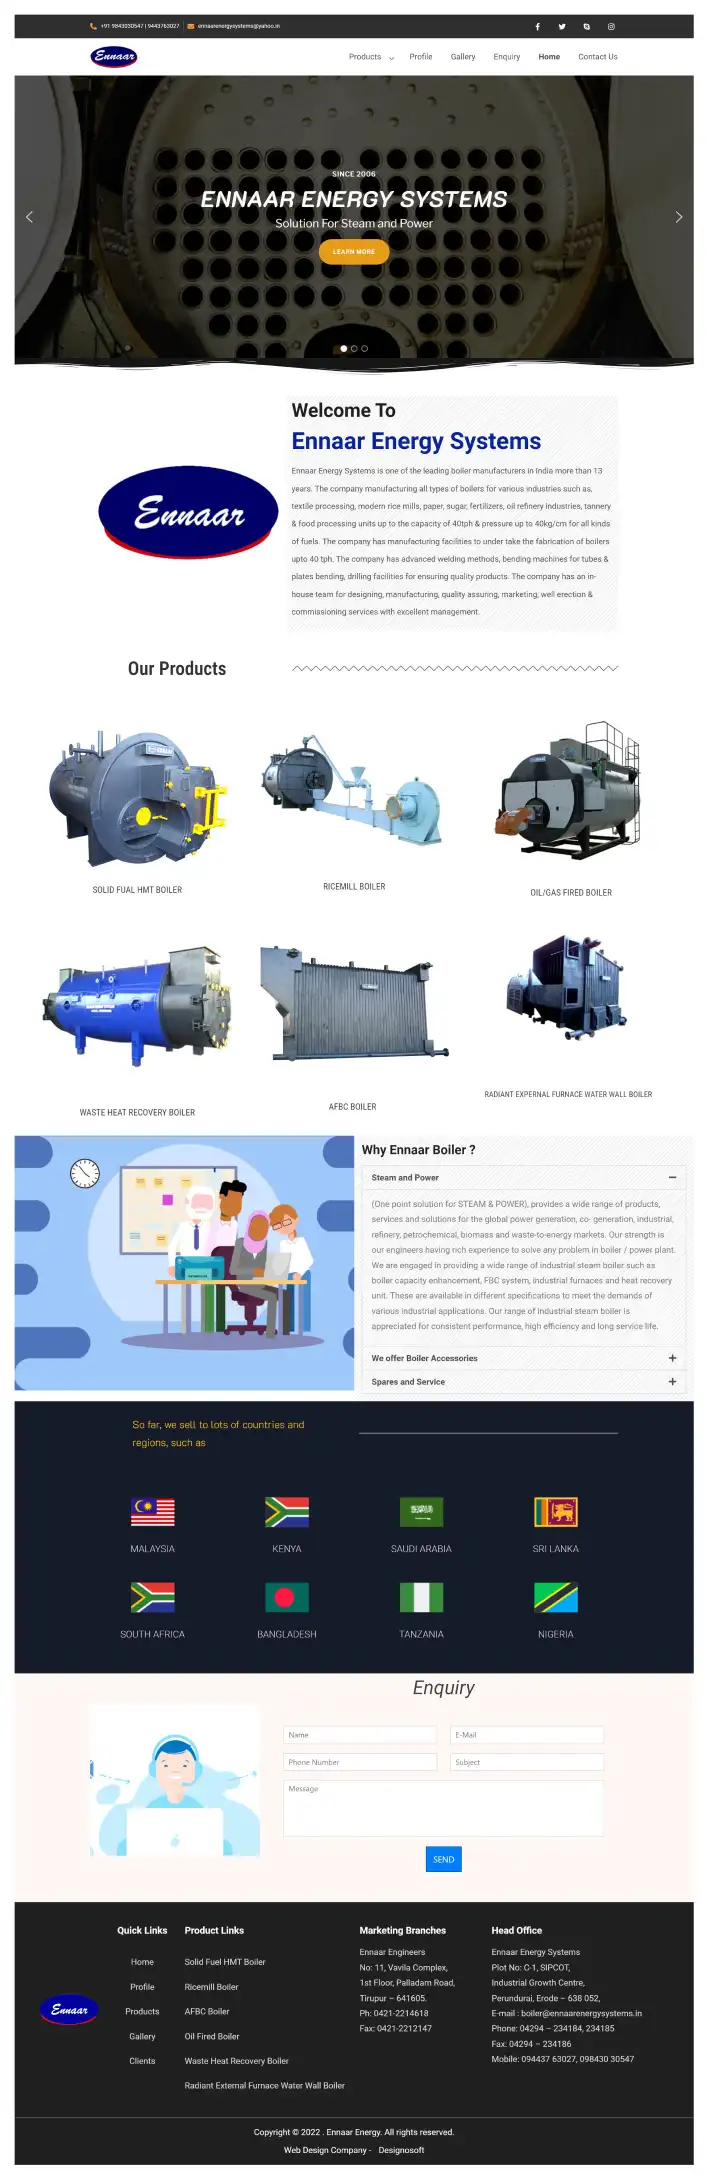 +91 9843030547 | 9443763027
ennaarenergysystems@yahoo.in
Ennaar
Products
Profile
Gallery
Enquiry
Home
Contact Us
SINCE 2006
ENNAAR ENERGY SYSTEMS
Solution For Steam and Power
LEARN MORE
Welcome To
Ennaar Energy Systems
Ennaar
Ennaar Energy Systems is one of the leading boiler manufacturers in India more than 13
years. The company manufacturing all types of boilers for various industries such as,
textile processing, modern rice mills, paper, sugar, fertilizers, oil refinery industries, tannery
& food processing units up to the capacity of 40tph & pressure up to 40kg/cm for all kinds
of fuels. The company has manufacturing facilities to under take the fabrication of boilers
upto 40 tph. The company has advanced welding methods, bending machines for tubes &
plates bending, drilling facilities for ensuring quality products. The company has an in-
house team for designing, manufacturing, quality assuring, marketing, well erection &
commissioning services with excellent management.
Our Products
SOLID FUAL HMT BOILER
RICEMILL BOILER
OIL/GAS FIRED BOILER
WASTE HEAT RECOVERY BOILER
AFBC BOILER
RADIANT EXPERNAL FURNACE WATER WALL BOILER
Why Ennaar Boiler ?
Steam and Power
(One point solution for STEAM & POWER), provides a wide range of products,
services and solutions for the global power generation, co- generation, industrial,
refinery, petrochemical, biomass and waste-to-energy markets. Our strength is
our engineers having rich experience to solve any problem in boiler / power plant.
We are engaged in providing a wide range of industrial steam boiler such as
boiler capacity enhancement, FBC system, industrial furnaces and heat recovery
unit. These are available in different specifications to meet the demands of
various industrial applications. Our range of industrial steam boiler is
appreciated for consistent performance, high efficiency and long service life.
We offer Boiler Accessories
Spares and Service
So far, we sell to lots of countries and
regions, such as
MALAYSIA
KENYA
SAUDI ARABIA
SRI LANKA
SOUTH AFRICA
BANGLADESH
TANZANIA
NIGERIA
Enquiry
Name
E-Mail
Phone Number
Subject
Message
SEND
Ennaar
Quick Links
Home
Profile
Products
Gallery
Clients
Product Links
Solid Fuel HMT Boiler
Ricemill Boiler
AFBC Boiler
Oil Fired Boiler
Waste Heat Recovery Boiler
Radiant External Furnace Water Wall Boiler
Marketing Branches
Ennaar Engineers
No: 11, Vavila Complex,
1st Floor, Palladam Road,
Tirupur – 641605.
Ph: 0421-2214618
Fax: 0421-2212147
Head Office
Ennaar Energy Systems
Plot No: C-1, SIPCOT,
Industrial Growth Centre,
Perundurai, Erode – 638 052,
E-mail : boiler@ennaarenergysystems.in
Phone: 04294 – 234184, 234185
Fax: 04294 – 234186
Mobile: 094437 63027, 098430 30547
Copyright © 2022 . Ennaar Energy. All rights reserved.
Web Design Company - Designosoft